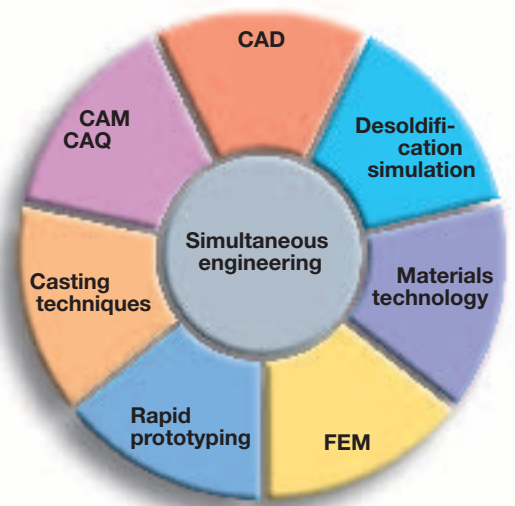 CAD
Desoldifi-
cation
simulation
Materials
technology
FEM
Rapid
prototyping
Casting
techniques
CAM
CAQ
Simultaneous
engineering